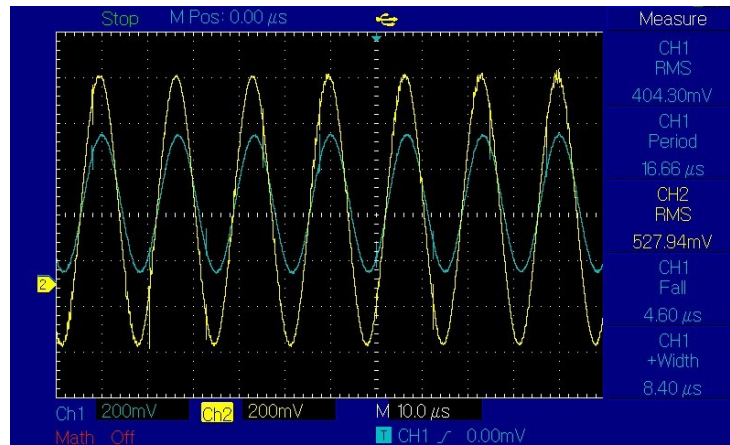 Stop M Pos: 0.00 µs Measure
CH1
RMS
404.30mV
CH1
Period
16.66 µs
CH2
RMS
527.94mV
CH1
Fall
4.60 µs
CH1
+Width
8.40 µs
2
Ch1 200mV Ch2 200mV M 10.0 µs
Math Off T CH1 0.00mV